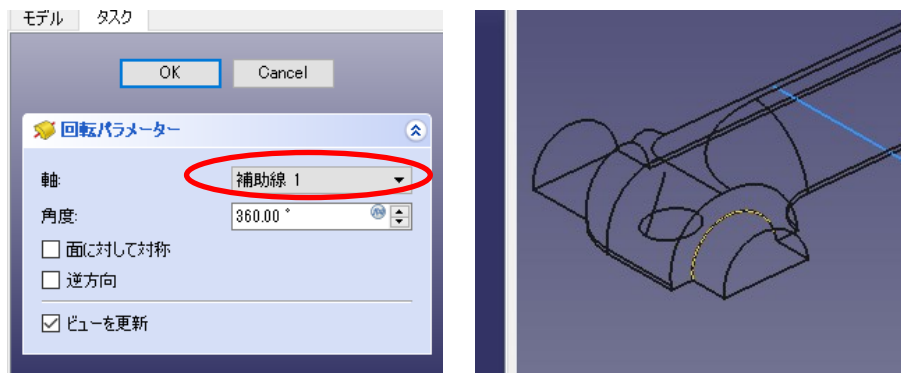 モデル タスク
OK Cancel
回転パラメーター
軸: 補助線 1
角度: 360.00 °
面に対して対称
逆方向
ビューを更新